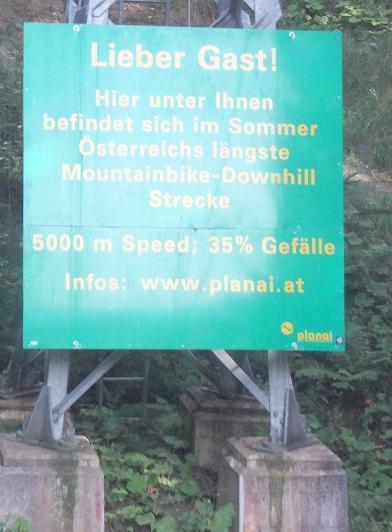 Lieber Gast!
Hier unter Ihnen
befindet sich im Sommer
Österreichs längste
Mountainbike-Downhill
Strecke
5000 m Speed; 35% Gefälle
Infos: www.planai.at
planai